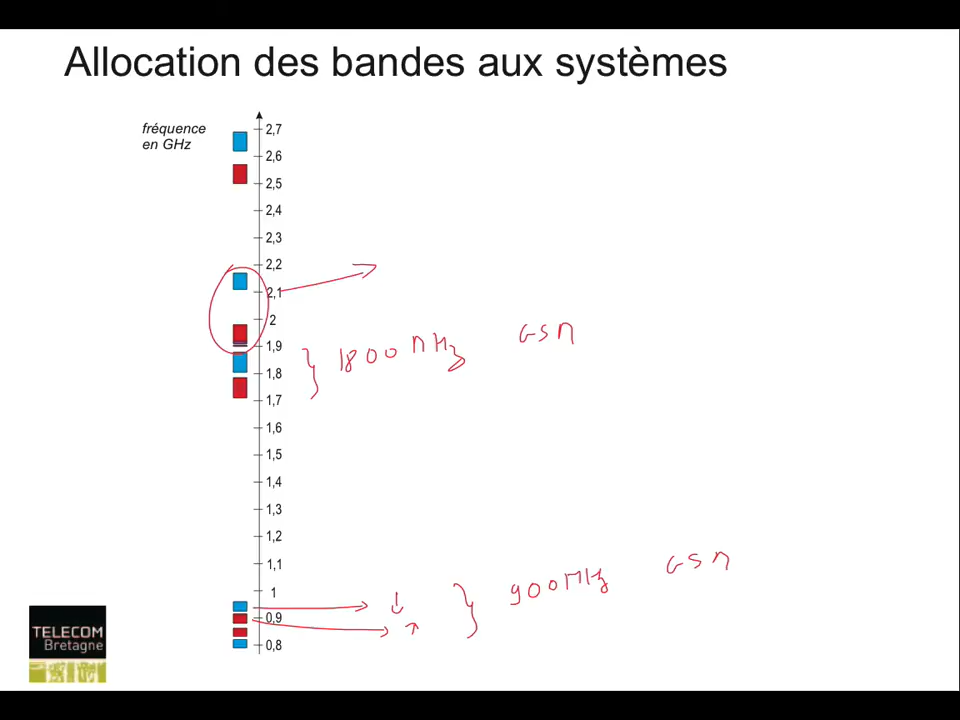 Allocation des bandes aux systèmes
fréquence
en GHz
2,7
2,6
2,5
2,4
2,3
2,2
2,1
2
1,9
1,8
1,7
1,6
1,5
1,4
1,3
1,2
1,1
1
0,9
0,8
1800 MHz GSM
900 MHz GSM
TELECOM
Bretagne